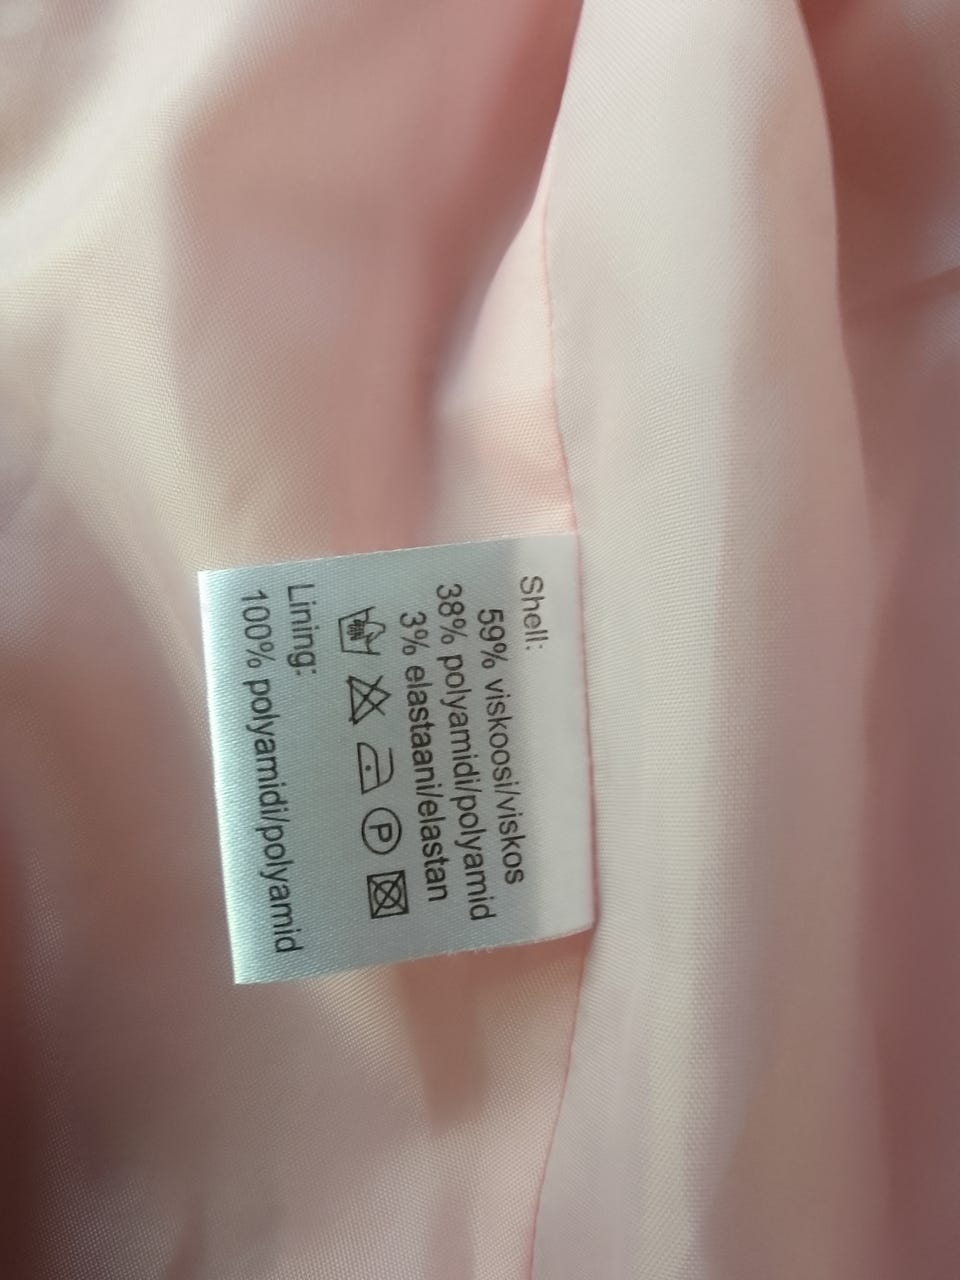 Shell:
59% viskoosi/viskos
38% polyamidi/polyamid
3% elastaani/elastan
P
Lining:
100% polyamidi/polyamid